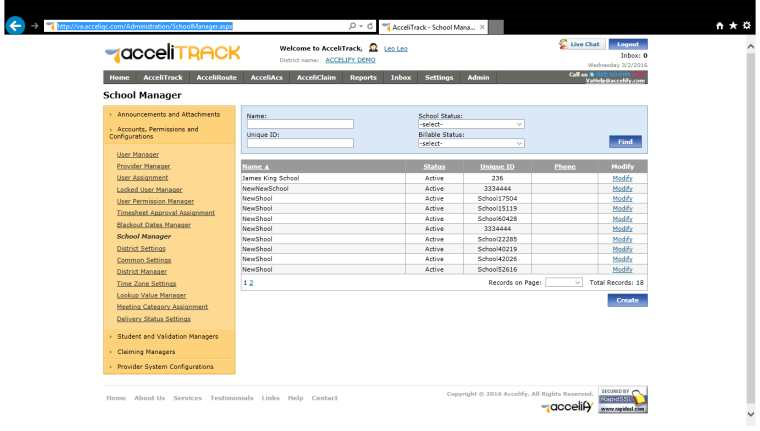 http://va.acceliqc.com/Administration/SchoolManager.aspx
AcceliTrack - School Mana...
acceliTRACK
Welcome to AcceliTrack, Leo Leo
District name: ACCELIFY DEMO
Live Chat
Logout
Inbox: 0
Wednesday 3/2/2016
Home AcceliTrack AcceliRoute AcceliAcs AcceliClaim Reports Inbox Settings Admin
Call us
VaHelp@accelify.com
School Manager
Announcements and Attachments
Accounts, Permissions and
Configurations
User Manager
Provider Manager
User Assignment
Locked User Manager
User Permission Manager
Timesheet Approval Assignment
Blackout Dates Manager
School Manager
District Settings
Common Settings
District Manager
Time Zone Settings
Lookup Value Manager
Meeting Category Assignment
Delivery Status Settings
Student and Validation Managers
Claiming Managers
Provider System Configurations
Name:
School Status:
-select-
Unique ID:
Billable Status:
-select-
Find
Name Status Unique ID Phone Modify
James King School Active 236 Modify
NewNewSchool Active 3334444 Modify
NewShool Active School17504 Modify
NewShool Active School15119 Modify
NewShool Active School60428 Modify
NewShool Active 3334444 Modify
NewShool Active School22285 Modify
NewShool Active School40219 Modify
NewShool Active School42026 Modify
NewShool Active School52616 Modify
1 2
Records on Page:
Total Records: 18
Create
Home About Us Services Testimonials Links Help Contact
Copyright © 2016 Accelify. All Rights Reserved.
accelify
SECURED BY
RapidSSL
www.rapidssl.com